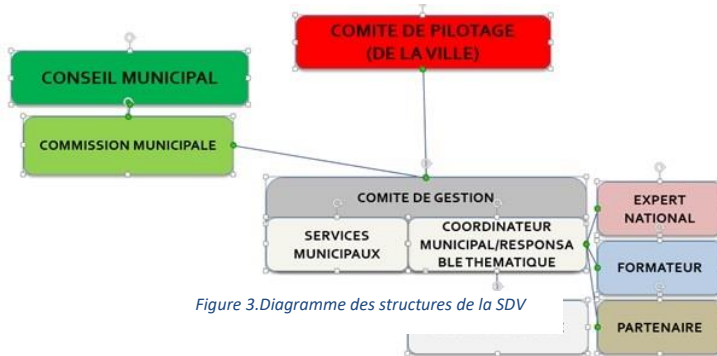 COMITE DE PILOTAGE
(DE LA VILLE)
CONSEIL MUNICIPAL
COMMISSION MUNICIPALE
COMITE DE GESTION
SERVICES
MUNICIPAUX
COORDINATEUR
MUNICIPAL/RESPONSA
BLE THEMATIQUE
EXPERT
NATIONAL
FORMATEUR
PARTENAIRE
Figure 3.Diagramme des structures de la SDV